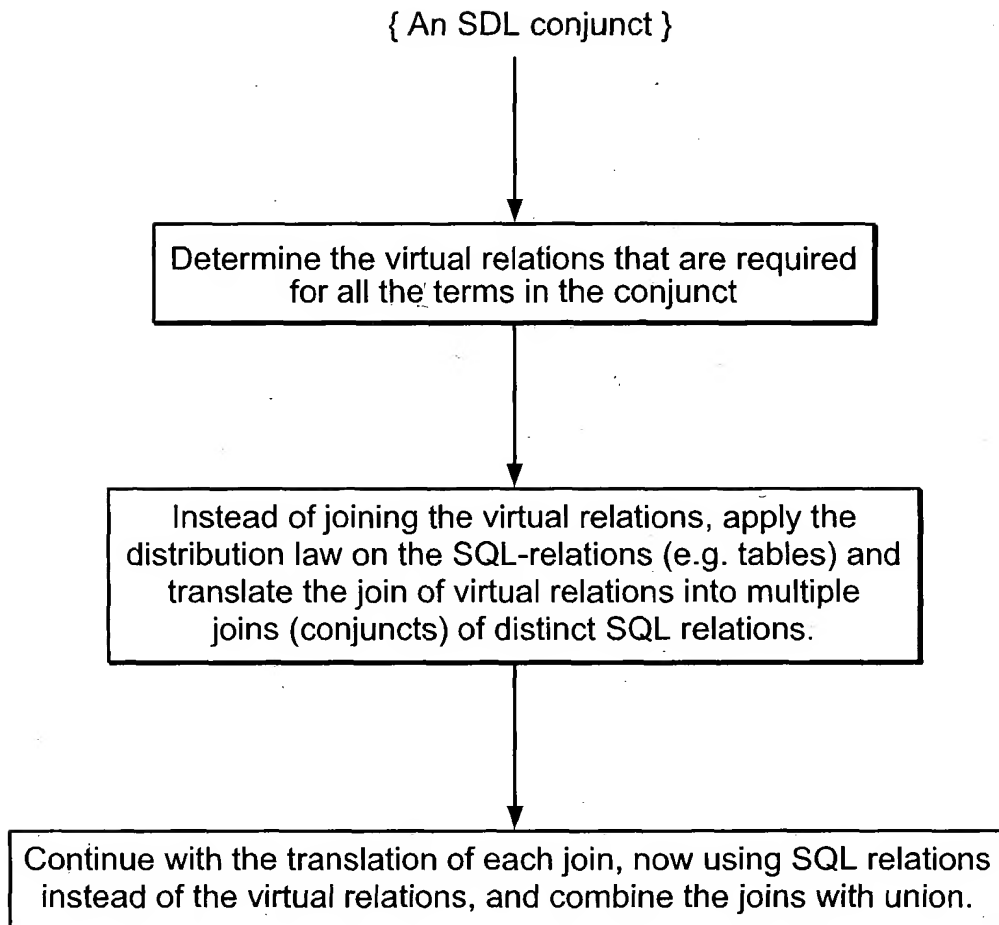 { An SDL conjunct }
Determine the virtual relations that are required
for all the terms in the conjunct
Instead of joining the virtual relations, apply the
distribution law on the SQL-relations (e.g. tables) and
translate the join of virtual relations into multiple
joins (conjuncts) of distinct SQL relations.
Continue with the translation of each join, now using SQL relations
instead of the virtual relations, and combine the joins with union.